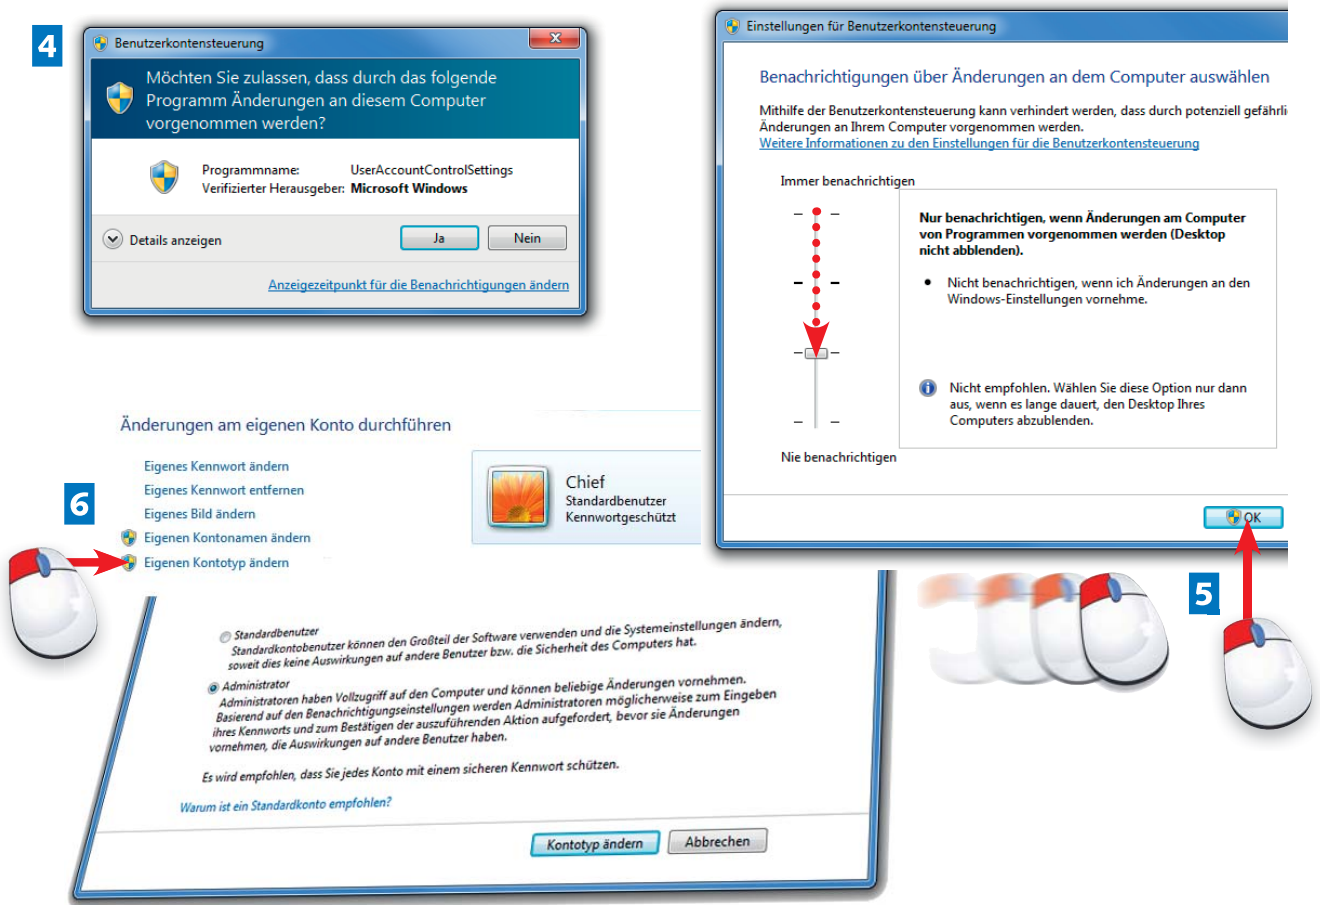 4
Benutzerkontensteuerung
Möchten Sie zulassen, dass durch das folgende
Programm Änderungen an diesem Computer
vorgenommen werden?
Programmname: UserAccountControlSettings
Verifizierter Herausgeber: Microsoft Windows
Details anzeigen
Ja
Nein
Anzeigezeitpunkt für die Benachrichtigungen ändern
Einstellungen für Benutzerkontensteuerung
Benachrichtigungen über Änderungen an dem Computer auswählen
Mithilfe der Benutzerkontensteuerung kann verhindert werden, dass durch potenziell gefährli
Änderungen an Ihrem Computer vorgenommen werden.
Weitere Informationen zu den Einstellungen für die Benutzerkontensteuerung
Immer benachrichtigen
Nur benachrichtigen, wenn Änderungen am Computer
von Programmen vorgenommen werden (Desktop
nicht abblenden).
• Nicht benachrichtigen, wenn ich Änderungen an den
Windows-Einstellungen vornehme.
Nicht empfohlen. Wählen Sie diese Option nur dann
aus, wenn es lange dauert, den Desktop Ihres
Computers abzublenden.
Nie benachrichtigen
OK
5
Änderungen am eigenen Konto durchführen
Eigenes Kennwort ändern
Eigenes Kennwort entfernen
Eigenes Bild ändern
Eigenen Kontonamen ändern
Eigenen Kontotyp ändern
6
Chief
Standardbenutzer
Kennwortgeschützt
Standardbenutzer
Standardkontobenutzer können den Großteil der Software verwenden und die Systemeinstellungen ändern,
soweit dies keine Auswirkungen auf andere Benutzer bzw. die Sicherheit des Computers hat.
Administrator
Administratoren haben Vollzugriff auf den Computer und können beliebige Änderungen vornehmen.
Basierend auf den Benachrichtigungseinstellungen werden Administratoren möglicherweise zum Eingeben
ihres Kennworts und zum Bestätigen der auszuführenden Aktion aufgefordert, bevor sie Änderungen
vornehmen, die Auswirkungen auf andere Benutzer haben.
Es wird empfohlen, dass Sie jedes Konto mit einem sicheren Kennwort schützen.
Warum ist ein Standardkonto empfohlen?
Kontotyp ändern
Abbrechen